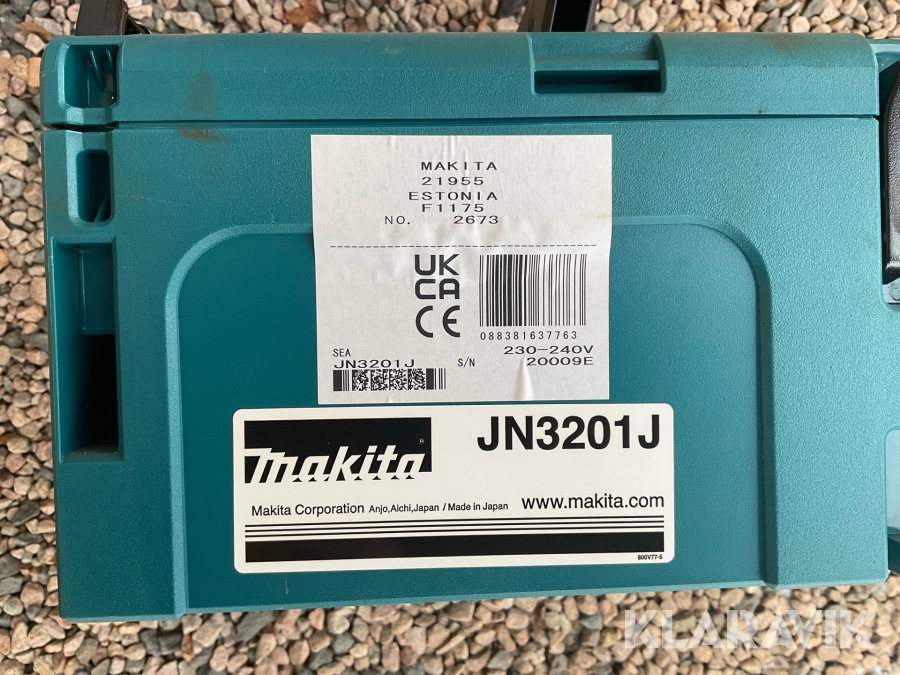 MAKITA
21955
ESTONIA
F1175
NO. 2673
UK
CA
CE
088381637763
230-240V
SEA
JN3201J S/N 20009E
makita®
JN3201J
Makita Corporation Anjo,Aichi,Japan / Made in Japan www.makita.com
800V77-5
KLARAVIK